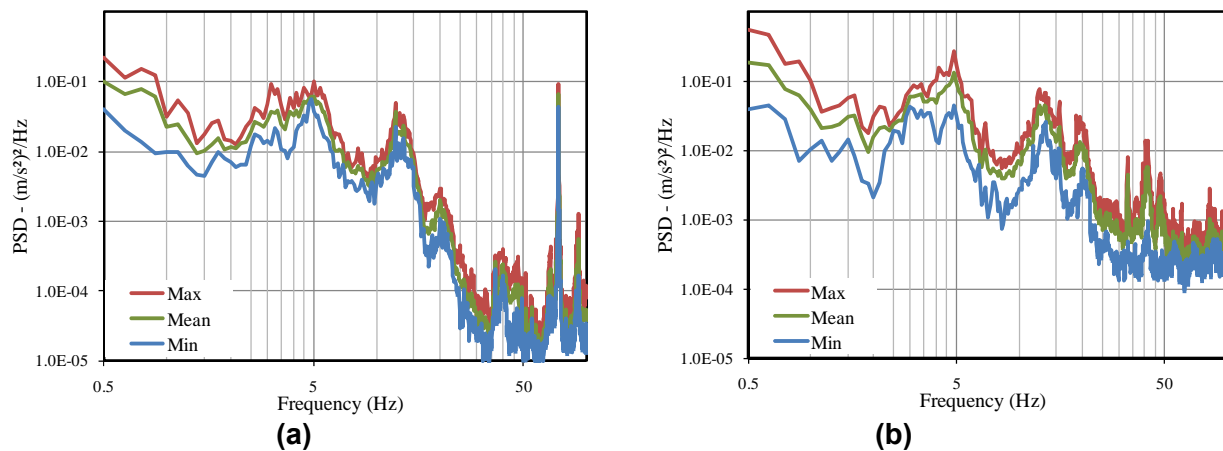 1.0E-01
1.0E-02
1.0E-03
1.0E-04
1.0E-05
PSD - (m/s²)²/Hz
Max
Mean
Min
0.5 5 50
Frequency (Hz)
(a)
1.0E-01
1.0E-02
1.0E-03
1.0E-04
1.0E-05
PSD - (m/s²)²/Hz
Max
Mean
Min
0.5 5 50
Frequency (Hz)
(b)